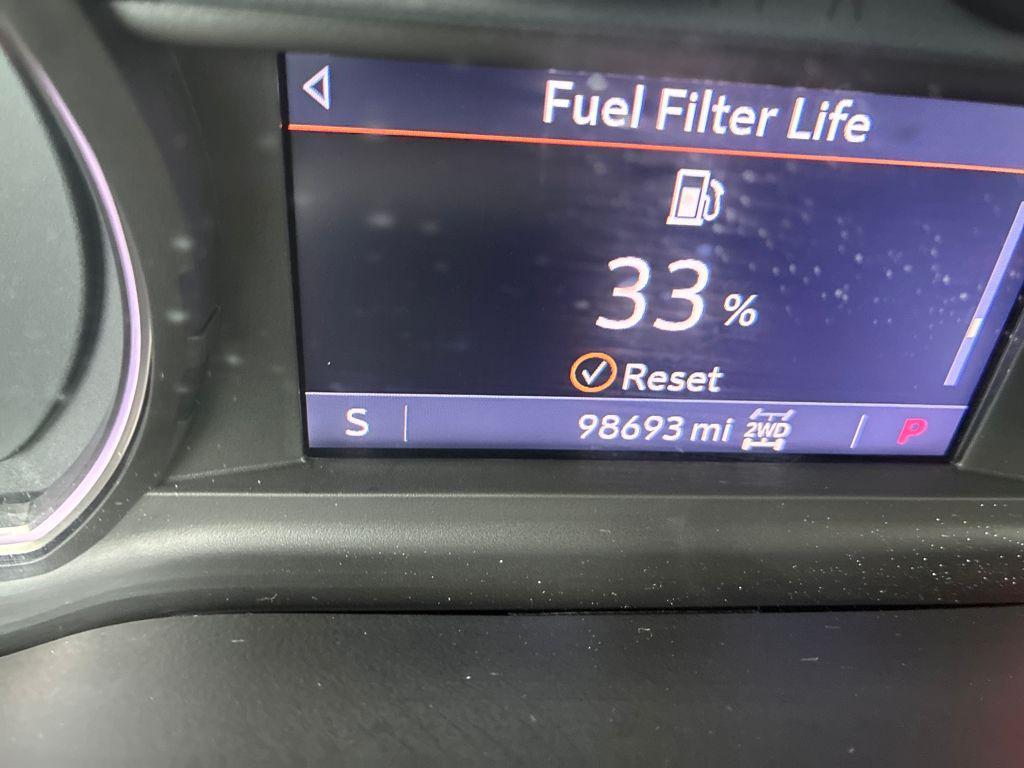 Fuel Filter Life
33 %
Reset
S 98693 mi 2WD P